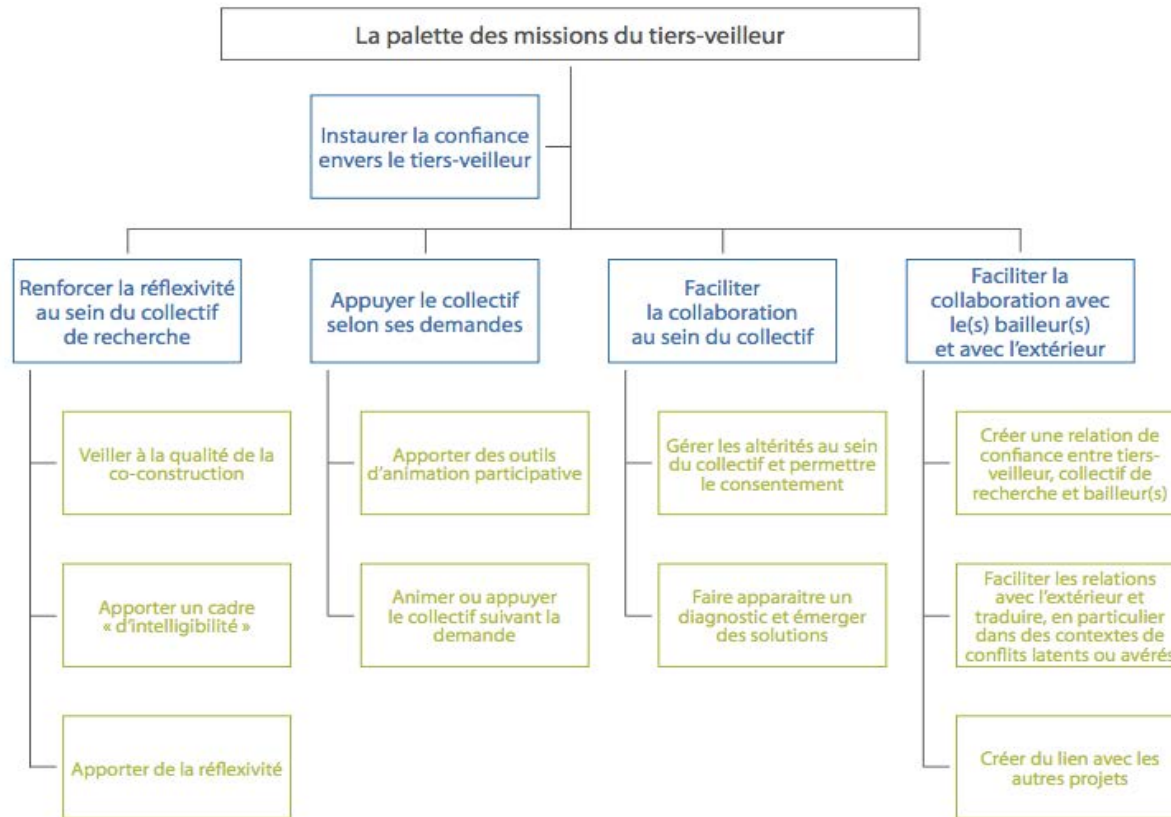 La palette des missions du tiers-veilleur
Instaurer la confiance
envers le tiers-veilleur
Renforcer la réflexivité
au sein du collectif
de recherche
Appuyer le collectif
selon ses demandes
Faciliter
la collaboration
au sein du collectif
Faciliter la
collaboration avec
le(s) bailleur(s)
et avec l'extérieur
Veiller à la qualité de la
co-construction
Apporter un cadre
« d'intelligibilité »
Apporter de la réflexivité
Apporter des outils
d'animation participative
Animer ou appuyer
le collectif suivant la
demande
Gérer les altérités au sein
du collectif et permettre
le consentement
Faire apparaitre un
diagnostic et émerger
des solutions
Créer une relation de
confiance entre tiers-
veilleur, collectif de
recherche et bailleur(s)
Faciliter les relations
avec l'extérieur et
traduire, en particulier
dans des contextes de
conflits latents ou avérés
Créer du lien avec les
autres projets